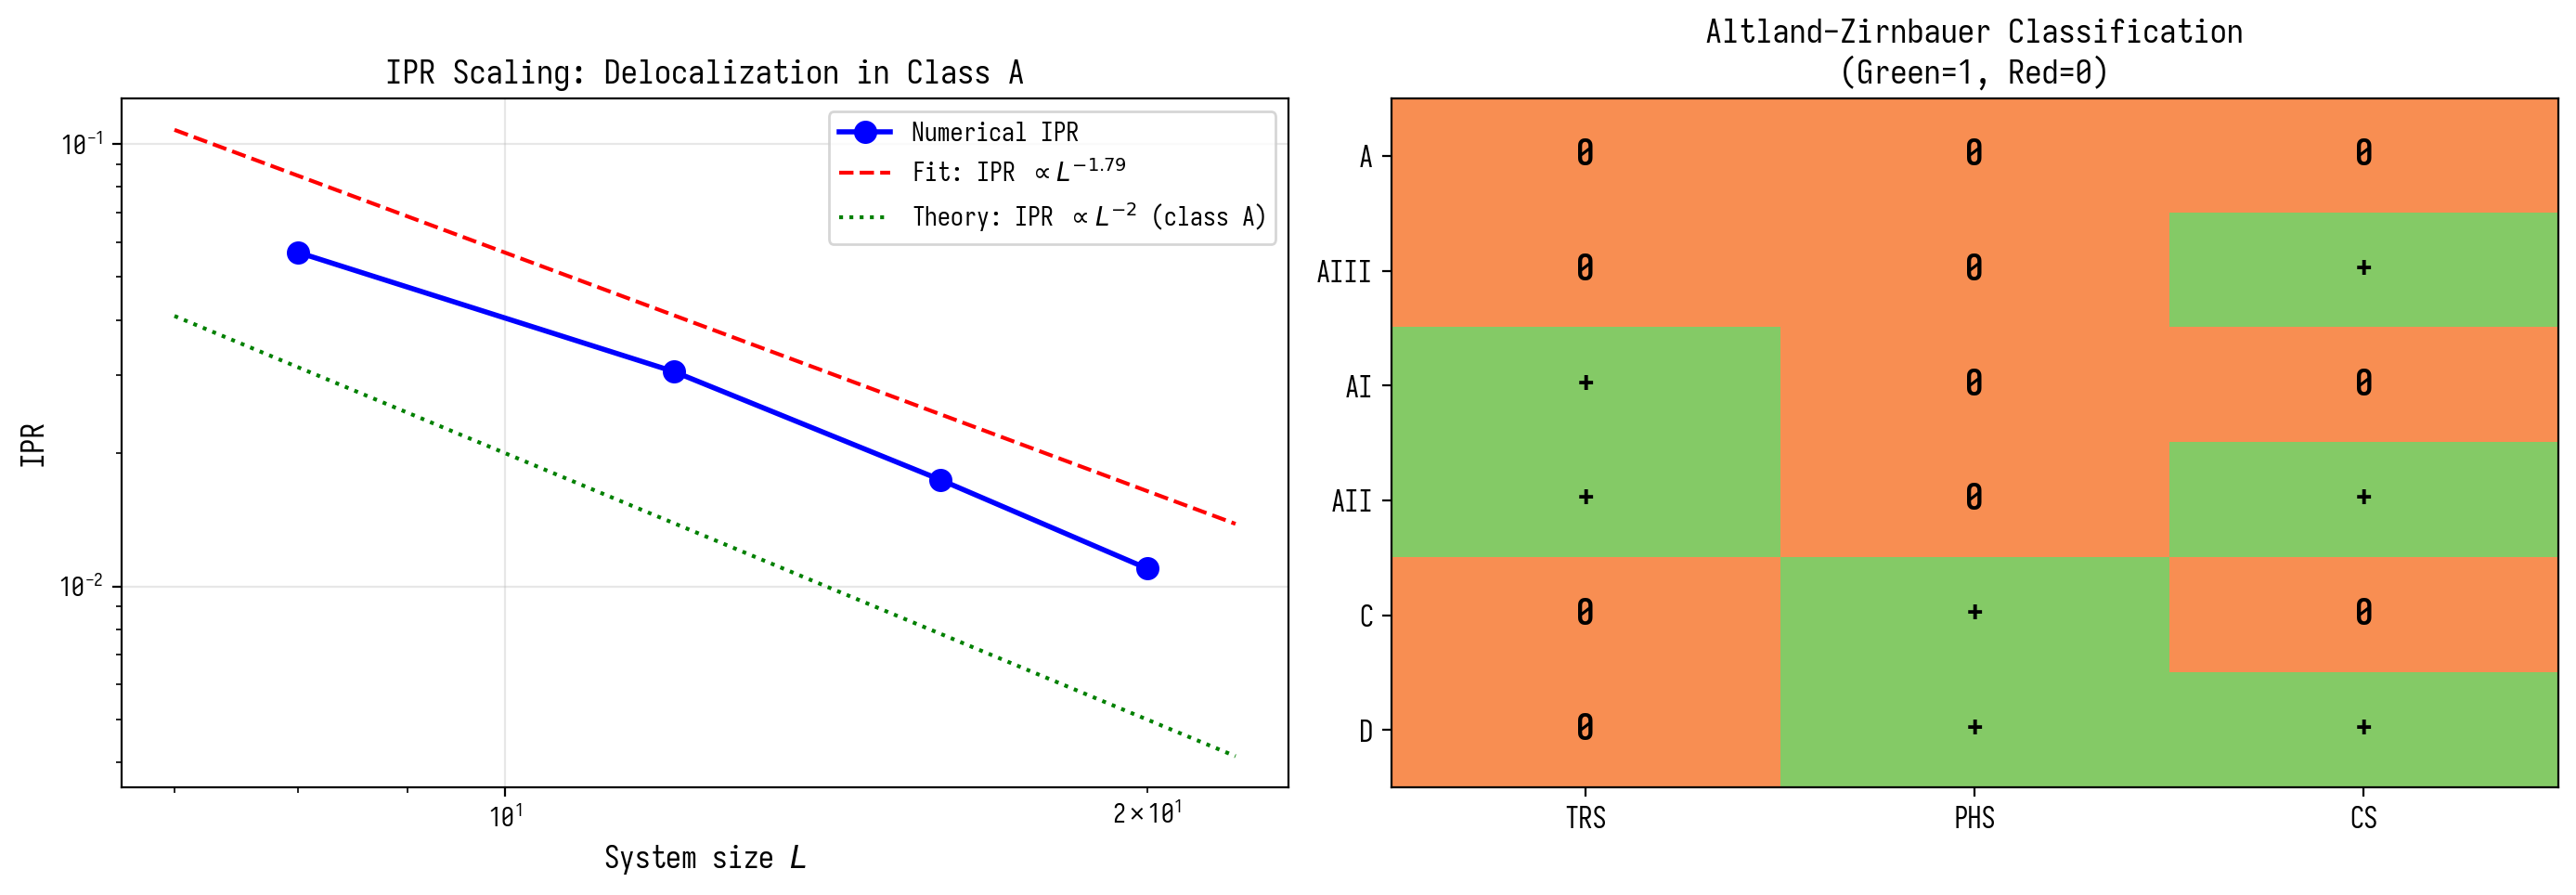 IPR Scaling: Delocalization in Class A
10⁻¹
10⁻²
IPR
Numerical IPR
Fit: IPR ∝ L⁻¹·⁷⁹
Theory: IPR ∝ L⁻² (class A)
10¹
2×10¹
System size L
Altland-Zirnbauer Classification
(Green=1, Red=0)
A 0 0 0
AIII 0 0 +
AI + 0 0
AII + 0 +
C 0 + 0
D 0 + +
TRS PHS CS